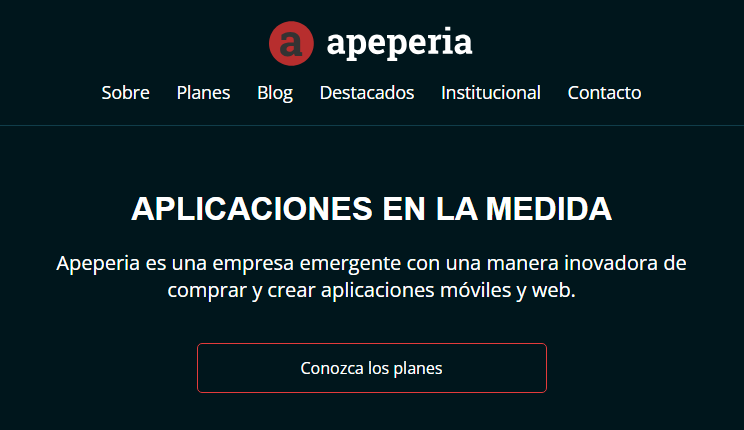 a apeperia
Sobre Planes Blog Destacados Institucional Contacto
APLICACIONES EN LA MEDIDA
Apeperia es una empresa emergente con una manera inovadora de
comprar y crear aplicaciones móviles y web.
Conozca los planes